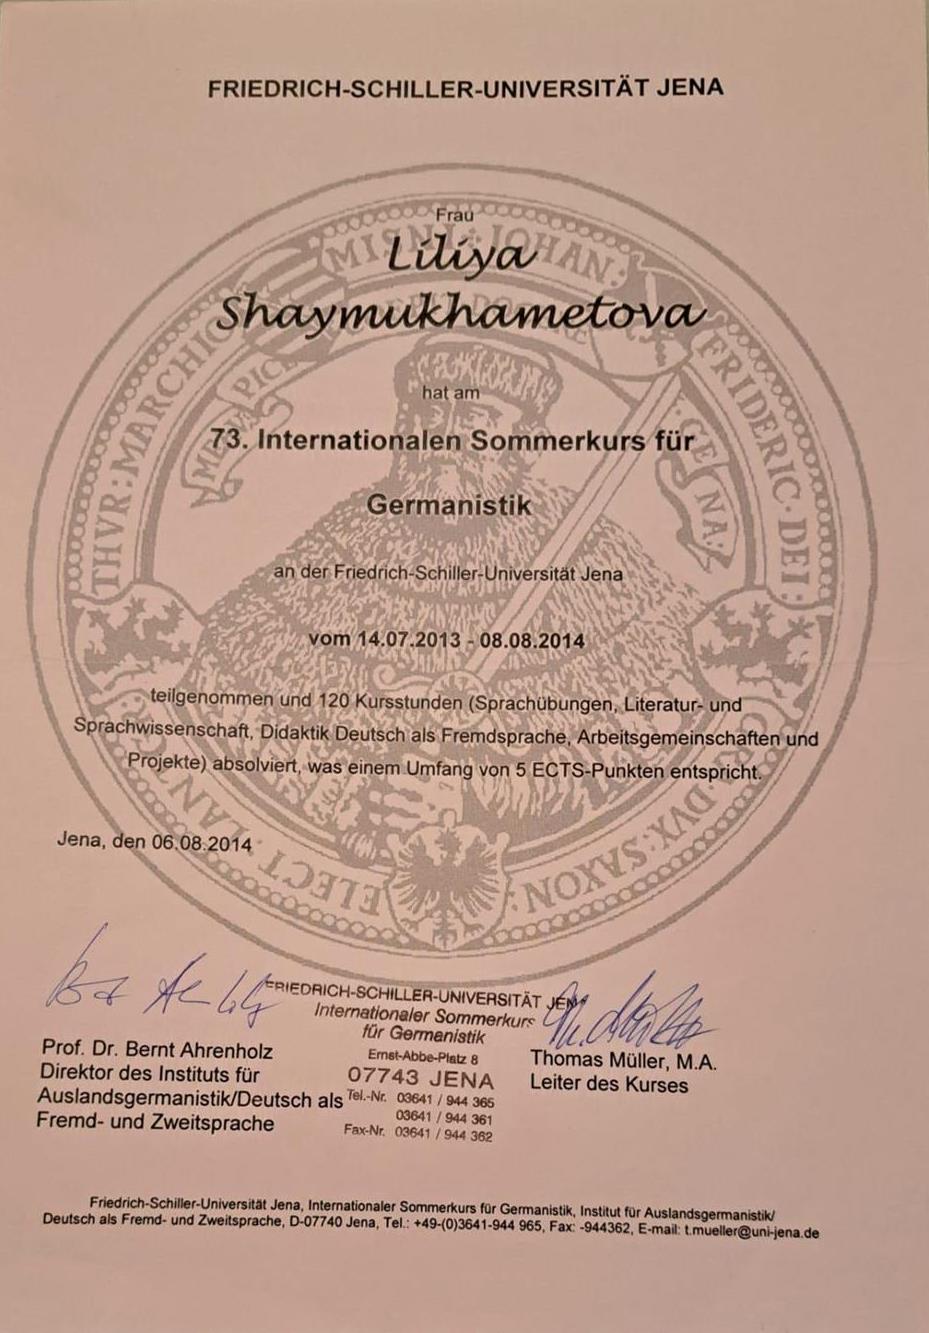 FRIEDRICH-SCHILLER-UNIVERSITÄT JENA
Frau
Liliya
Shaymukhametova
hat am
73. Internationalen Sommerkurs für
Germanistik
an der Friedrich-Schiller-Universität Jena
vom 14.07.2013 - 08.08.2014
teilgenommen und 120 Kursstunden (Sprachübungen, Literatur- und
Sprachwissenschaft, Didaktik Deutsch als Fremdsprache, Arbeitsgemeinschaften und
Projekte) absolviert, was einem Umfang von 5 ECTS-Punkten entspricht.
Jena, den 06.08.2014
FRIEDRICH-SCHILLER-UNIVERSITÄT JENA
Internationaler Sommerkurs
für Germanistik
Ernst-Abbe-Platz 8
07743 JENA
Tel.-Nr. 03641 / 944 365
03641 / 944 361
Fax-Nr. 03641 / 944 362
Prof. Dr. Bernt Ahrenholz
Direktor des Instituts für
Auslandsgermanistik/Deutsch als
Fremd- und Zweitsprache
Thomas Müller, M.A.
Leiter des Kurses
Friedrich-Schiller-Universität Jena, Internationaler Sommerkurs für Germanistik, Institut für Auslandsgermanistik/
Deutsch als Fremd- und Zweitsprache, D-07740 Jena, Tel.: +49-(0)3641-944 965, Fax: -944362, E-mail: t.mueller@uni-jena.de